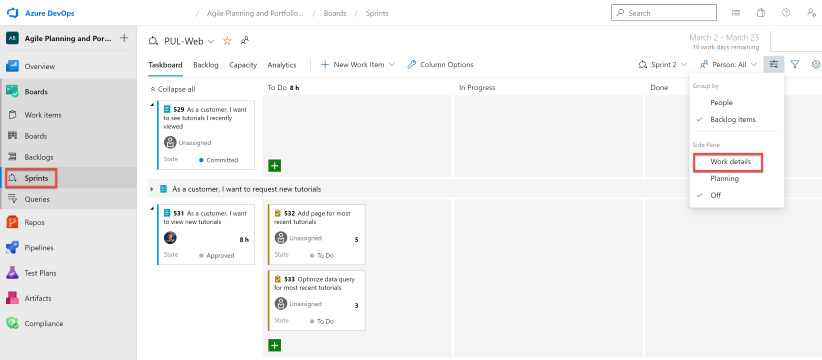 Azure DevOps / Agile Planning and Portfolio... / Boards / Sprints Search
AB Agile Planning and Por...
Overview
Boards
Work items
Boards
Backlogs
Sprints
Queries
Repos
Pipelines
Test Plans
Artifacts
Compliance
PUL-Web
March 2 - March 23
16 work days remaining
Taskboard Backlog Capacity Analytics New Work Item Column Options Sprint 2 Person: All
Collapse all To Do 8 h In Progress Done
529 As a customer, I want
to see tutorials I recently
viewed
Unassigned
State Committed
As a customer, I want to request new tutorials
531 As a customer, I want
to view new tutorials
8 h
State Approved
532 Add page for most
recent tutorials
Unassigned 5
State To Do
533 Optimize data query
for most recent tutorials
Unassigned 3
State To Do
Group by
People
Backlog items
Side Pane
Work details
Planning
Off